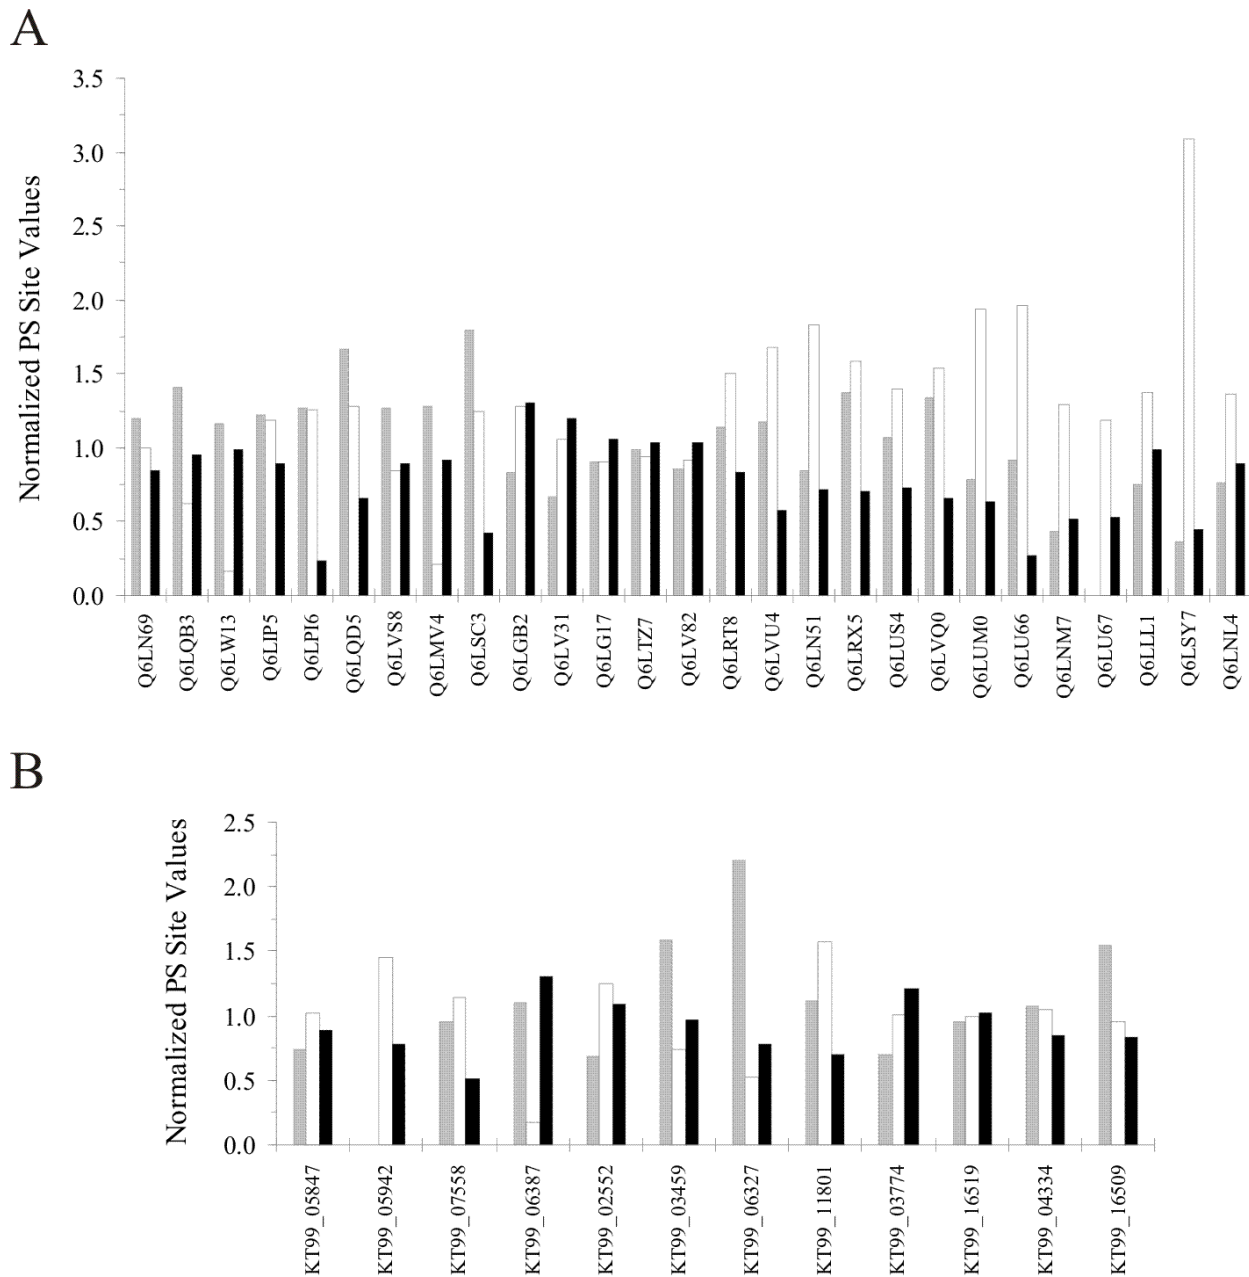 A
Normalized PS Site Values
3.5
3.0
2.5
2.0
1.5
1.0
0.5
0.0
Q6LN69
Q6LQB3
Q6LW13
Q6LIP5
Q6LPI6
Q6LQD5
Q6LVS8
Q6LMV4
Q6LSC3
Q6LGB2
Q6LV31
Q6LG17
Q6LTZ7
Q6LV82
Q6LRT8
Q6LVU4
Q6LN51
Q6LRX5
Q6LUS4
Q6LVQ0
Q6LUM0
Q6LU66
Q6LNM7
Q6LU67
Q6LLL1
Q6LSY7
Q6LNL4
B
Normalized PS Site Values
2.5
2.0
1.5
1.0
0.5
0.0
KT99_05847
KT99_05942
KT99_07558
KT99_06387
KT99_02552
KT99_03459
KT99_06327
KT99_11801
KT99_03774
KT99_16519
KT99_04334
KT99_16509